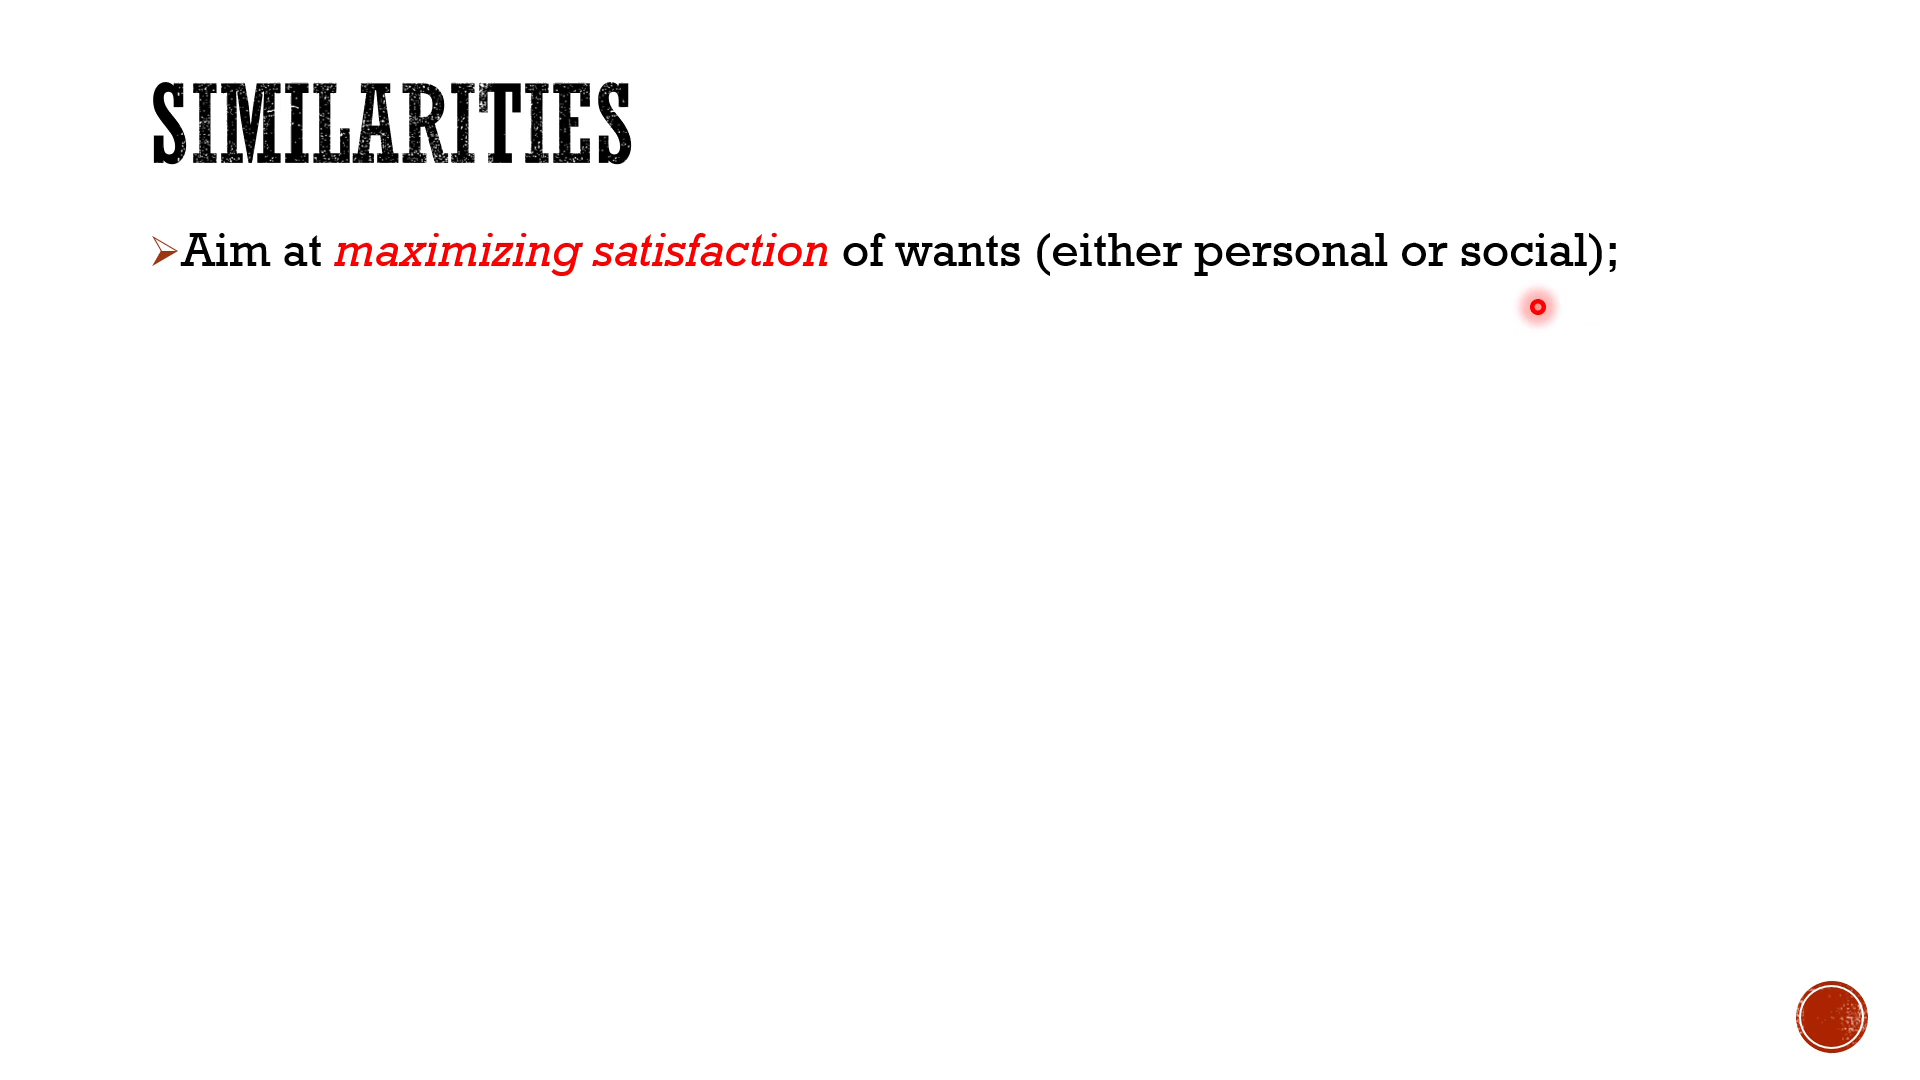 SIMILARITIES
Aim at maximizing satisfaction of wants (either personal or social);